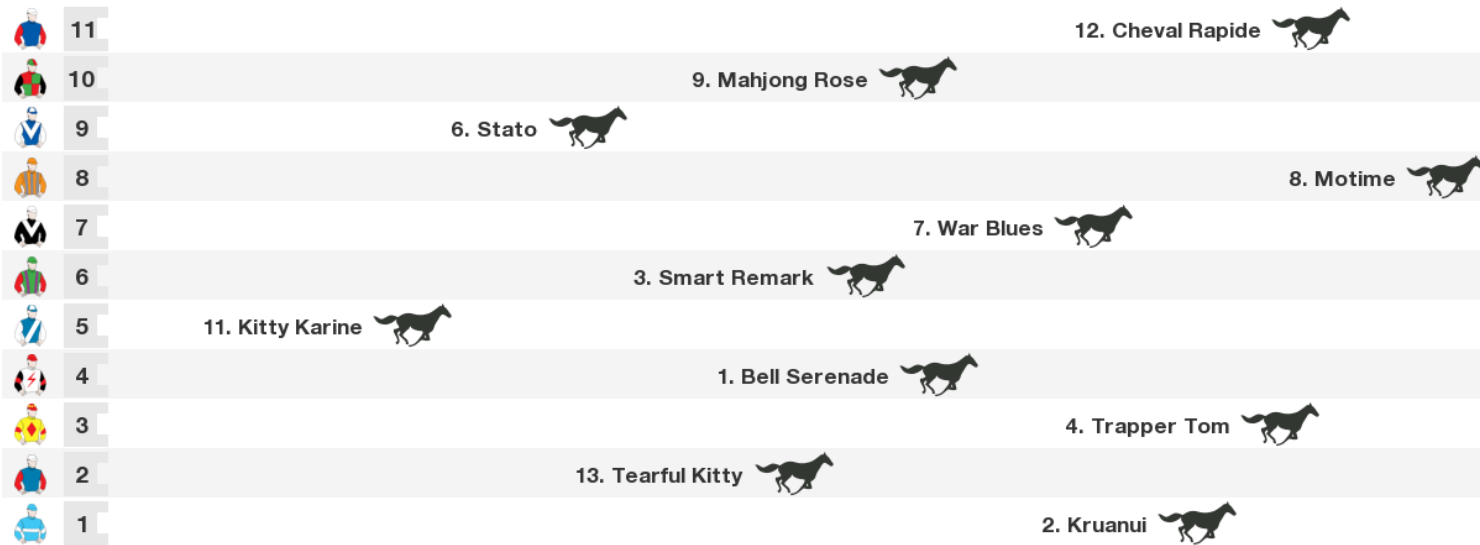 11 12. Cheval Rapide
10 9. Mahjong Rose
9 6. Stato
8 8. Motime
7 7. War Blues
6 3. Smart Remark
5 11. Kitty Karine
4 1. Bell Serenade
3 4. Trapper Tom
2 13. Tearful Kitty
1 2. Kruanui